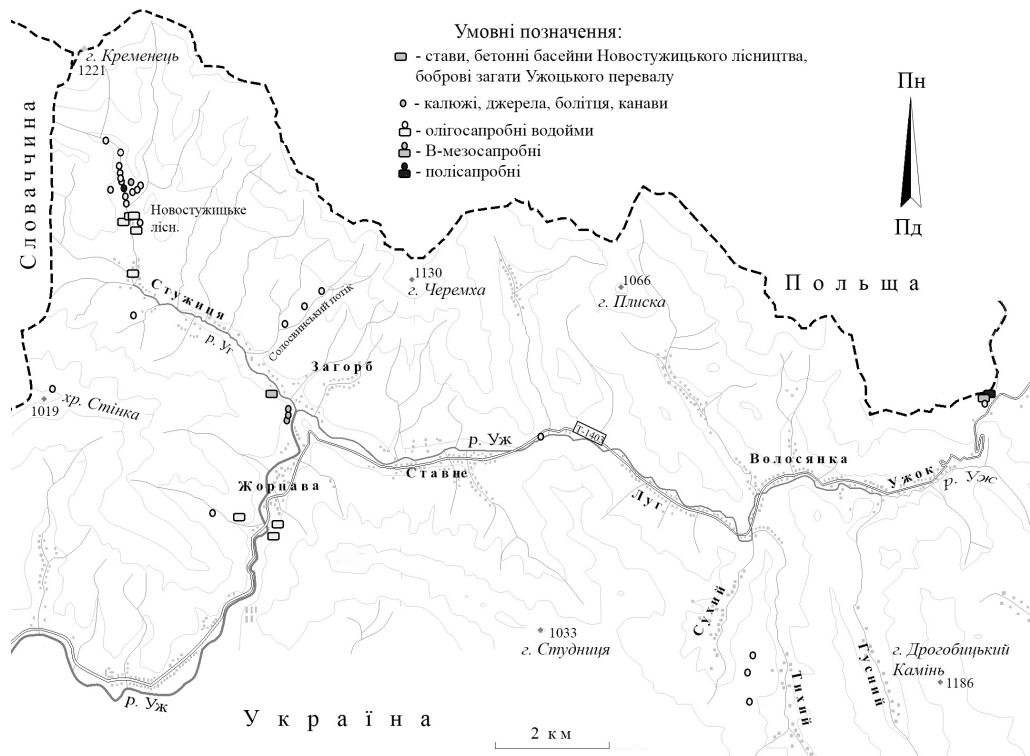 Умовні позначення:
- стави, бетонні басейни Новостужицького лісництва,
боброві загати Ужоцького перевалу
- калюжі, джерела, болітця, канави
- олігосапробні водойми
- В-мезосапробні
- полісапробні
Пн
Пд
г. Кременець
1221
Словаччина
Новостужицьке
лісн.
Стужиця
р. Уг
Солосвинський потік
1130
г. Черемха
1066
г. Плиска
Польща
Загорб
хр. Стінка
1019
р. Уж
Т-1403
Ставне
Жорнава
Луг
Волосянка
Ужок
р. Уж
Сухий
Тихий
Гусний
1033
г. Студниця
г. Дрогобицький
Камінь
1186
р. Уж
Україна
2 км